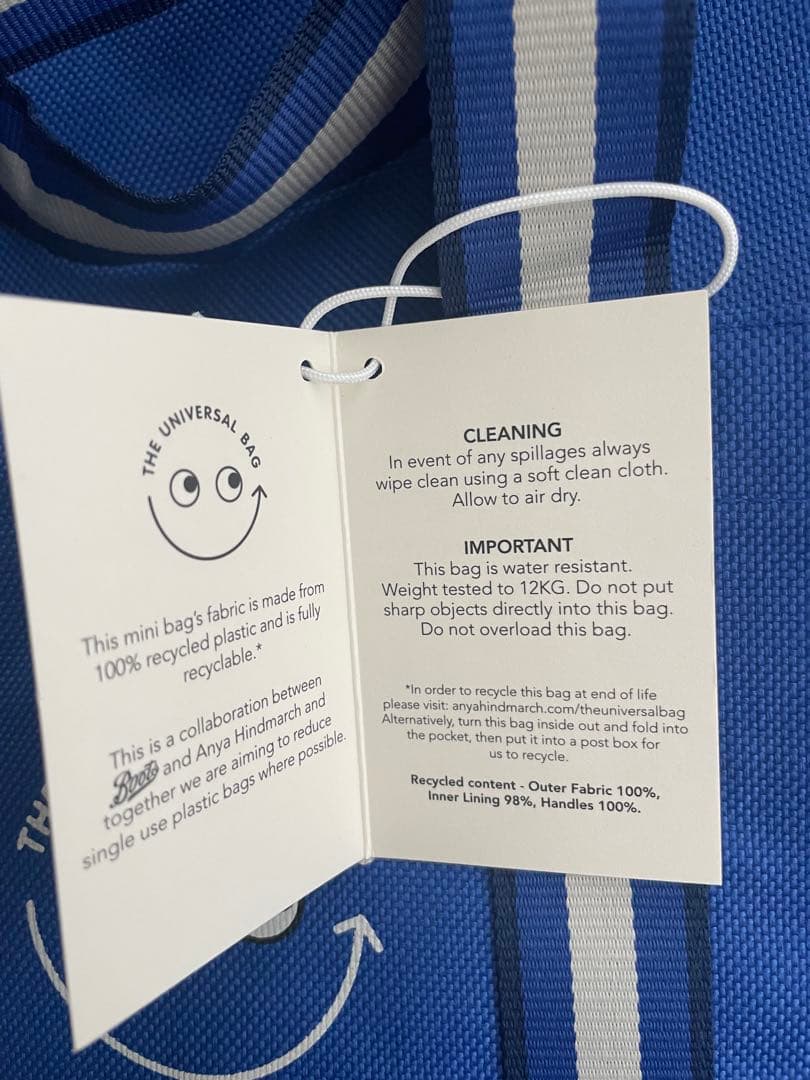 THE UNIVERSAL BAG
This mini bag's fabric is made from
100% recycled plastic and is fully
recyclable.*
This is a collaboration between
Boots and Anya Hindmarch and
together we are aiming to reduce
single use plastic bags where possible.
CLEANING
In event of any spillages always
wipe clean using a soft clean cloth.
Allow to air dry.
IMPORTANT
This bag is water resistant.
Weight tested to 12KG. Do not put
sharp objects directly into this bag.
Do not overload this bag.
*In order to recycle this bag at end of life
please visit: anyahindmarch.com/theuniversalbag
Alternatively, turn this bag inside out and fold into
the pocket, then put it into a post box for
us to recycle.
Recycled content - Outer Fabric 100%,
Inner Lining 98%, Handles 100%.
TH